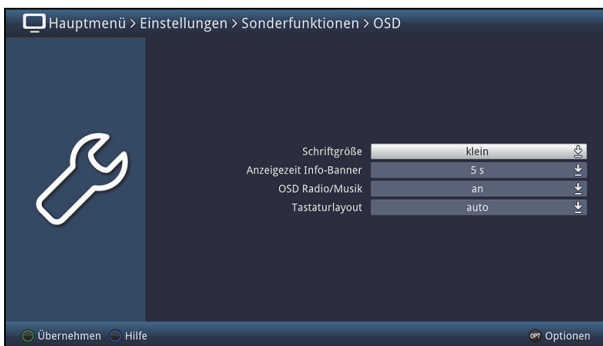 Hauptmenü > Einstellungen > Sonderfunktionen > OSD
Schriftgröße klein
Anzeigezeit Info-Banner 5 s
OSD Radio/Musik an
Tastaturlayout auto
Übernehmen Hilfe OPT Optionen